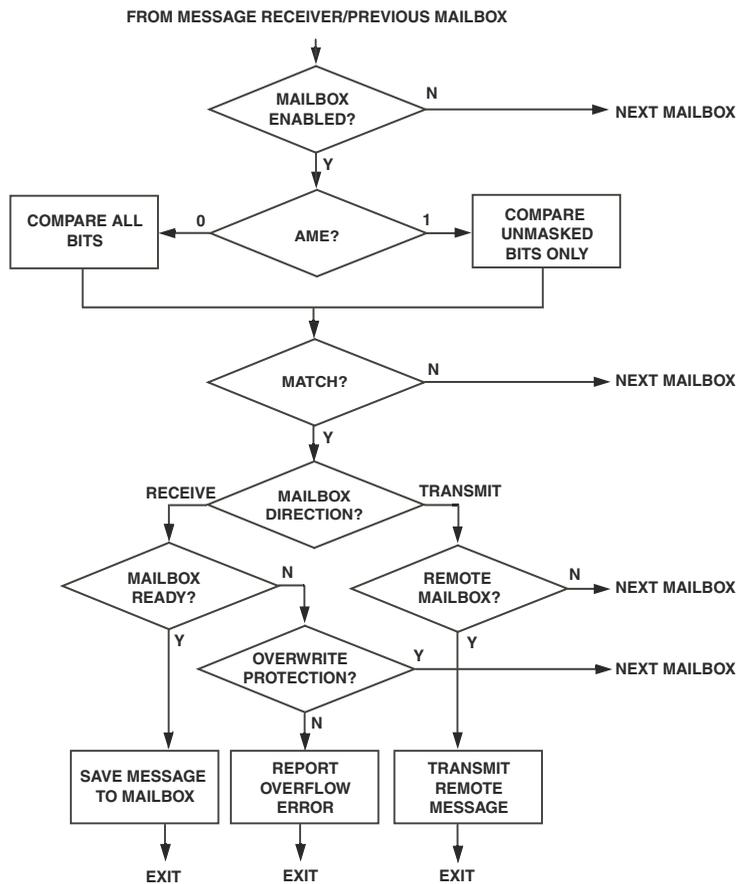 FROM MESSAGE RECEIVER/PREVIOUS MAILBOX
MAILBOX
ENABLED?
N
NEXT MAILBOX
Y
COMPARE ALL
BITS
0
AME?
1
COMPARE
UNMASKED
BITS ONLY
MATCH?
N
NEXT MAILBOX
Y
RECEIVE
MAILBOX
DIRECTION?
TRANSMIT
MAILBOX
READY?
N
REMOTE
MAILBOX?
N
NEXT MAILBOX
Y
OVERWRITE
PROTECTION?
Y
Y
NEXT MAILBOX
N
SAVE MESSAGE
TO MAILBOX
REPORT
OVERFLOW
ERROR
TRANSMIT
REMOTE
MESSAGE
EXIT
EXIT
EXIT